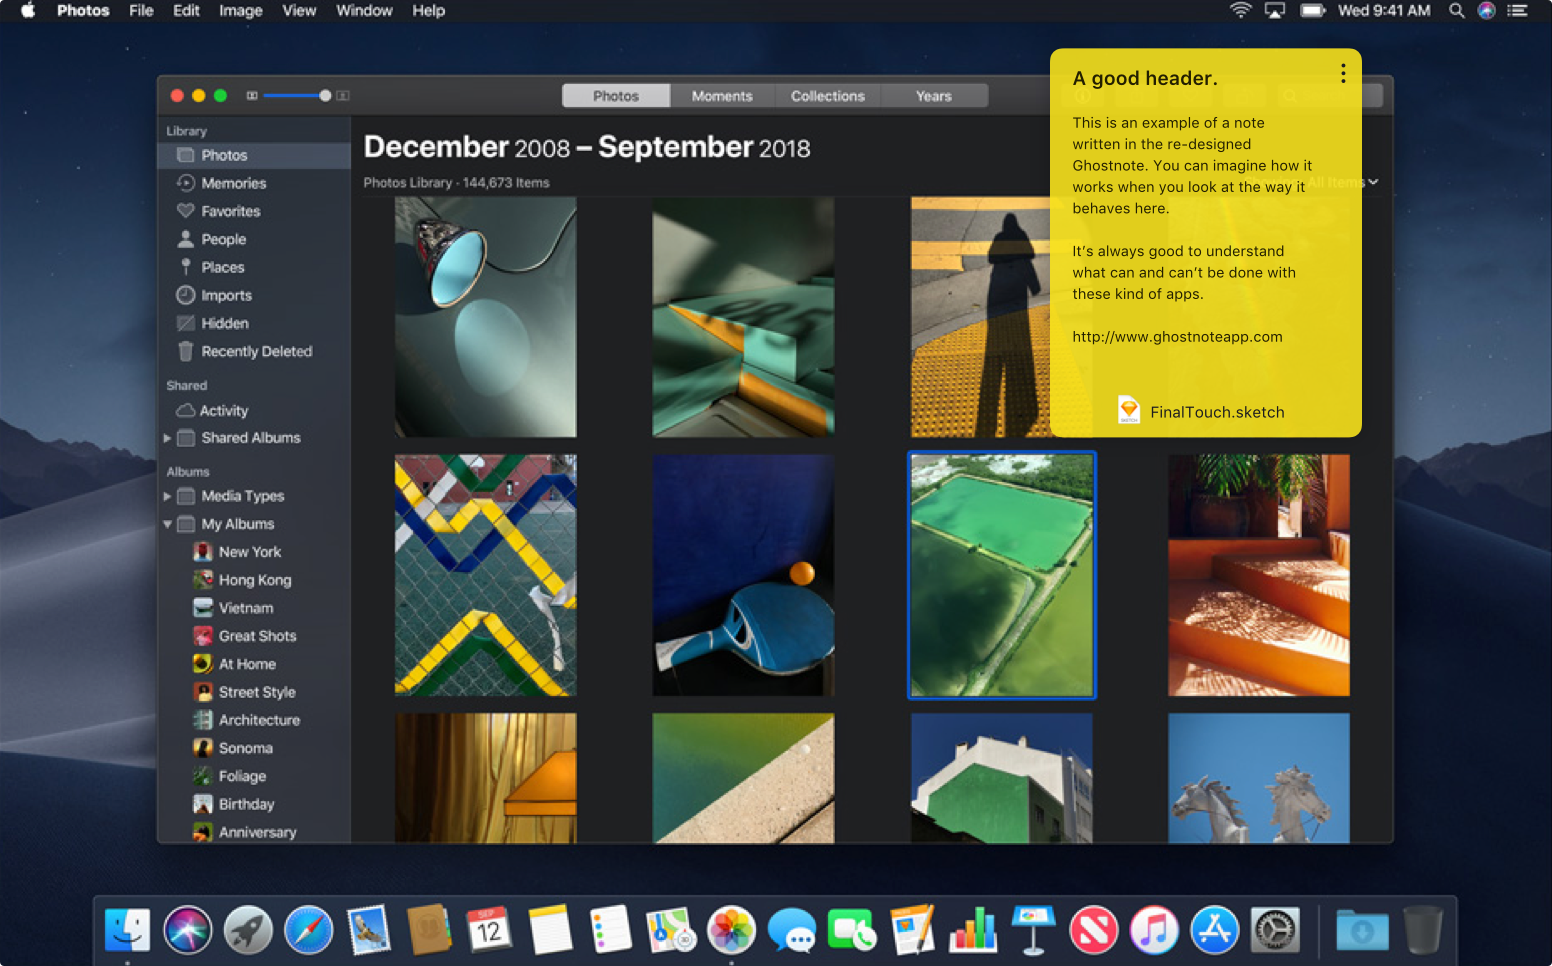 Photos File Edit Image View Window Help
Wed 9:41 AM
Photos Moments Collections Years
Library
Photos
Memories
Favorites
People
Places
Imports
Hidden
Recently Deleted
Shared
Activity
Shared Albums
Albums
Media Types
My Albums
New York
Hong Kong
Vietnam
Great Shots
At Home
Street Style
Architecture
Sonoma
Foliage
Birthday
Anniversary
December 2008 – September 2018
Photos Library · 144,673 Items
Showing: All Items
A good header.
This is an example of a note
written in the re-designed
Ghostnote. You can imagine how it
works when you look at the way it
behaves here.
It’s always good to understand
what can and can’t be done with
these kind of apps.
http://www.ghostnoteapp.com
SKETCH
FinalTouch.sketch
SEP
12